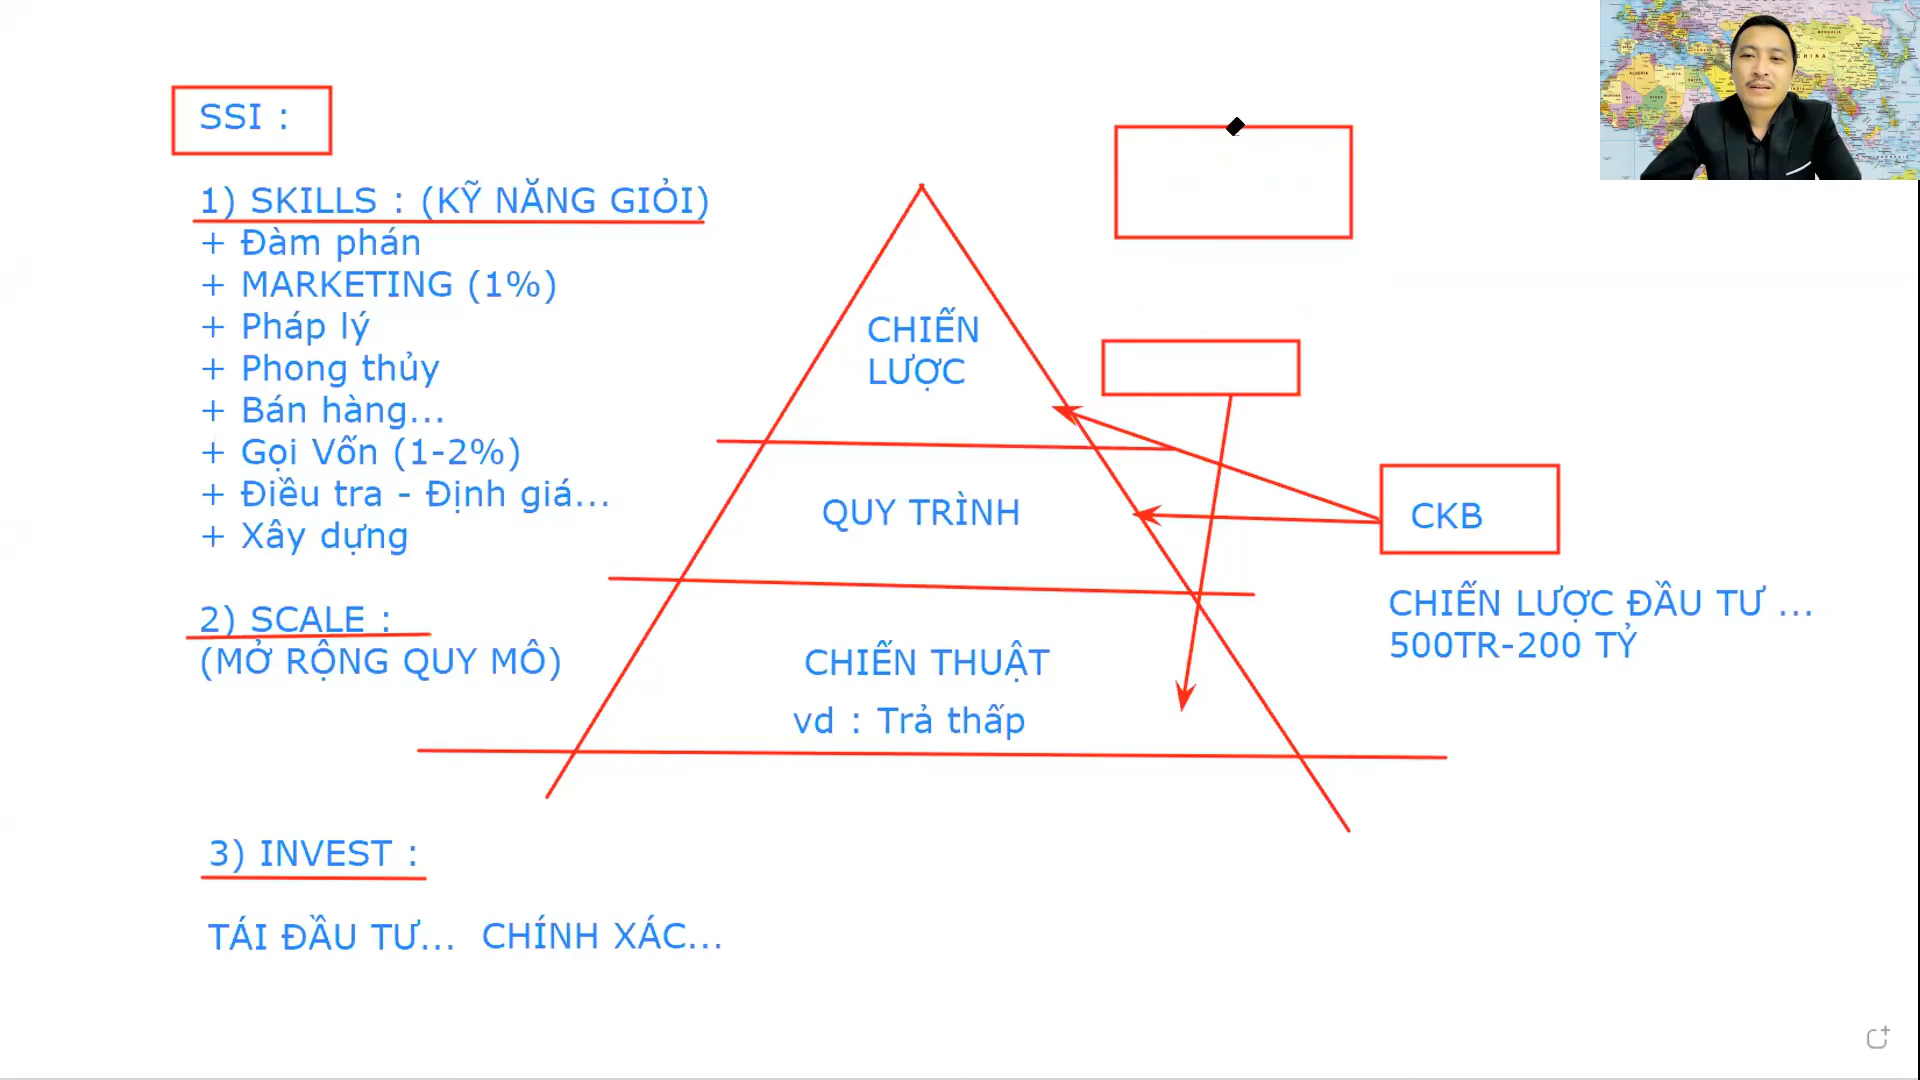 SSI :
1) SKILLS : (KỸ NĂNG GIỎI)
+ Đàm phán
+ MARKETING (1%)
+ Pháp lý
+ Phong thủy
+ Bán hàng...
+ Gọi Vốn (1-2%)
+ Điều tra - Định giá...
+ Xây dựng
2) SCALE :
(MỞ RỘNG QUY MÔ)
3) INVEST :
TÁI ĐẦU TƯ... CHÍNH XÁC...
CHIẾN
LƯỢC
QUY TRÌNH
CHIẾN THUẬT
vd : Trả thấp
CKB
CHIẾN LƯỢC ĐẦU TƯ ...
500TR-200 TỶ